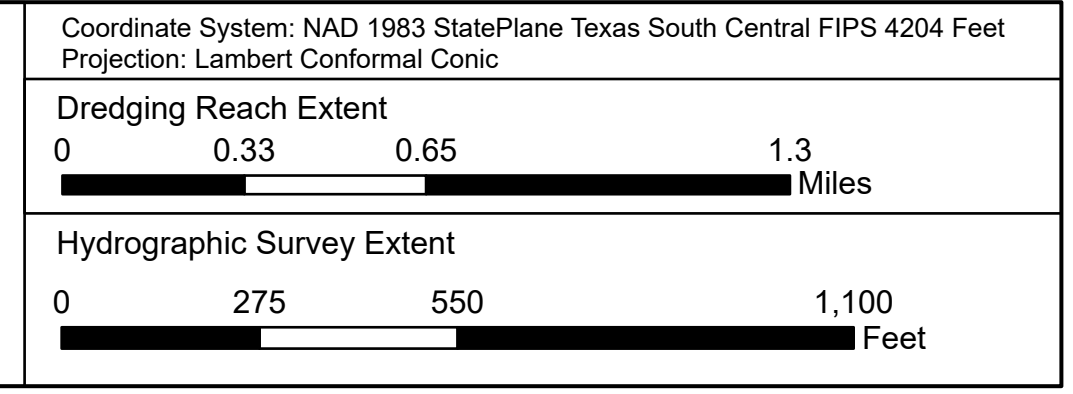 Coordinate System: NAD 1983 StatePlane Texas South Central FIPS 4204 Feet
Projection: Lambert Conformal Conic
Dredging Reach Extent
0 0.33 0.65 1.3
Miles
Hydrographic Survey Extent
0 275 550 1,100
Feet